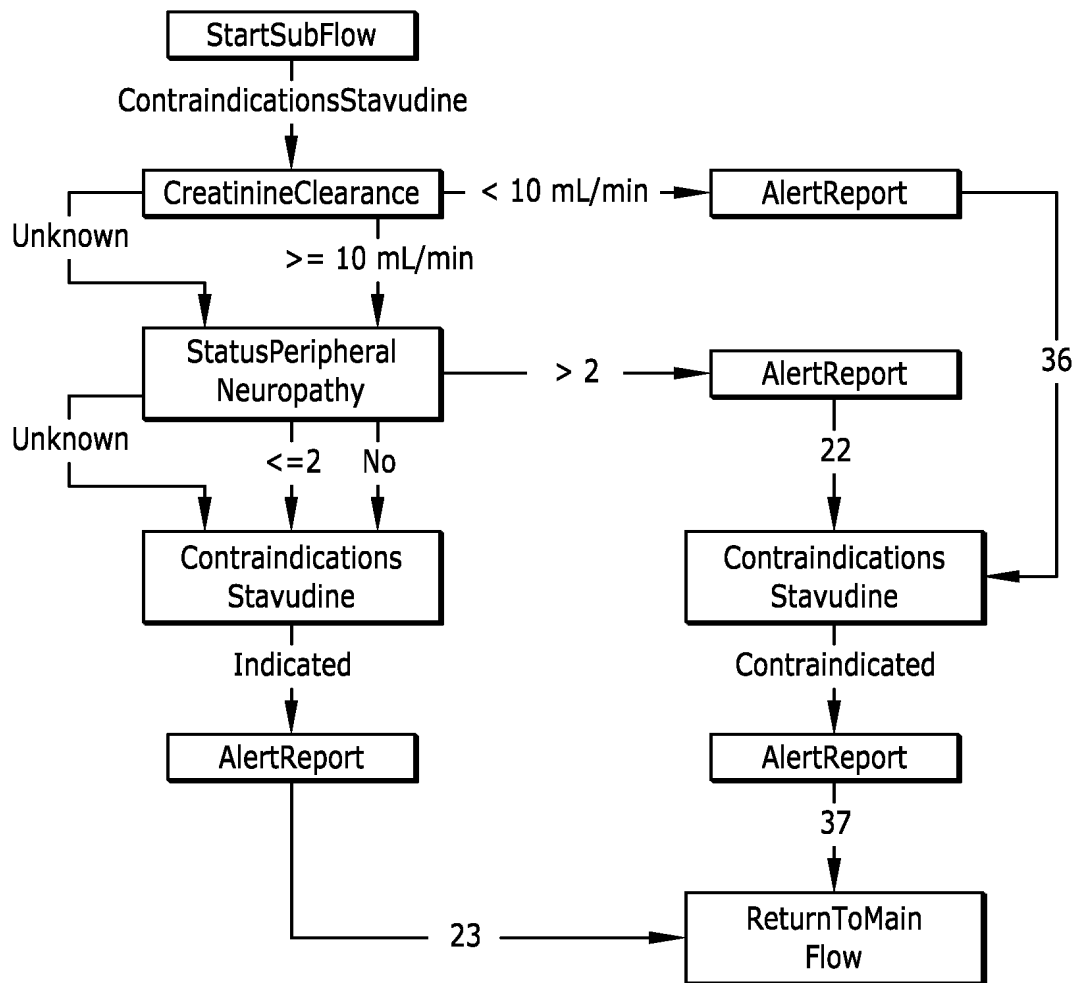 StartSubFlow
ContraindicationsStavudine
CreatinineClearance
< 10 mL/min
AlertReport
Unknown
>= 10 mL/min
StatusPeripheral
Neuropathy
> 2
AlertReport
36
Unknown
<=2
No
22
Contraindications
Stavudine
Contraindications
Stavudine
Indicated
Contraindicated
AlertReport
AlertReport
37
23
ReturnToMain
Flow